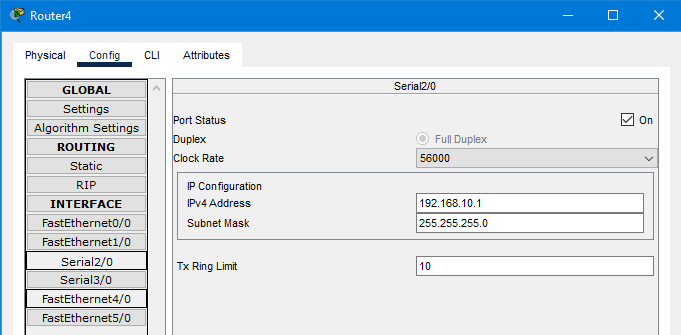 Router4
Physical Config CLI Attributes
GLOBAL
Settings
Algorithm Settings
ROUTING
Static
RIP
INTERFACE
FastEthernet0/0
FastEthernet1/0
Serial2/0
Serial3/0
FastEthernet4/0
FastEthernet5/0
Serial2/0
Port Status On
Duplex Full Duplex
Clock Rate 56000
IP Configuration
IPv4 Address 192.168.10.1
Subnet Mask 255.255.255.0
Tx Ring Limit 10